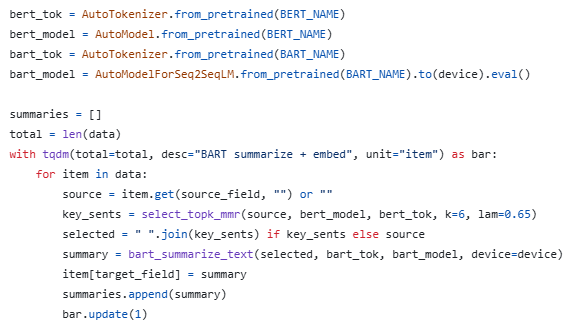 bert_tok = AutoTokenizer.from_pretrained(BERT_NAME)
bert_model = AutoModel.from_pretrained(BERT_NAME)
bart_tok = AutoTokenizer.from_pretrained(BART_NAME)
bart_model = AutoModelForSeq2SeqLM.from_pretrained(BART_NAME).to(device).eval()

summaries = []
total = len(data)
with tqdm(total=total, desc="BART summarize + embed", unit="item") as bar:
    for item in data:
        source = item.get(source_field, "") or ""
        key_sents = select_topk_mmr(source, bert_model, bert_tok, k=6, lam=0.65)
        selected = " ".join(key_sents) if key_sents else source
        summary = bart_summarize_text(selected, bart_tok, bart_model, device=device)
        item[target_field] = summary
        summaries.append(summary)
        bar.update(1)